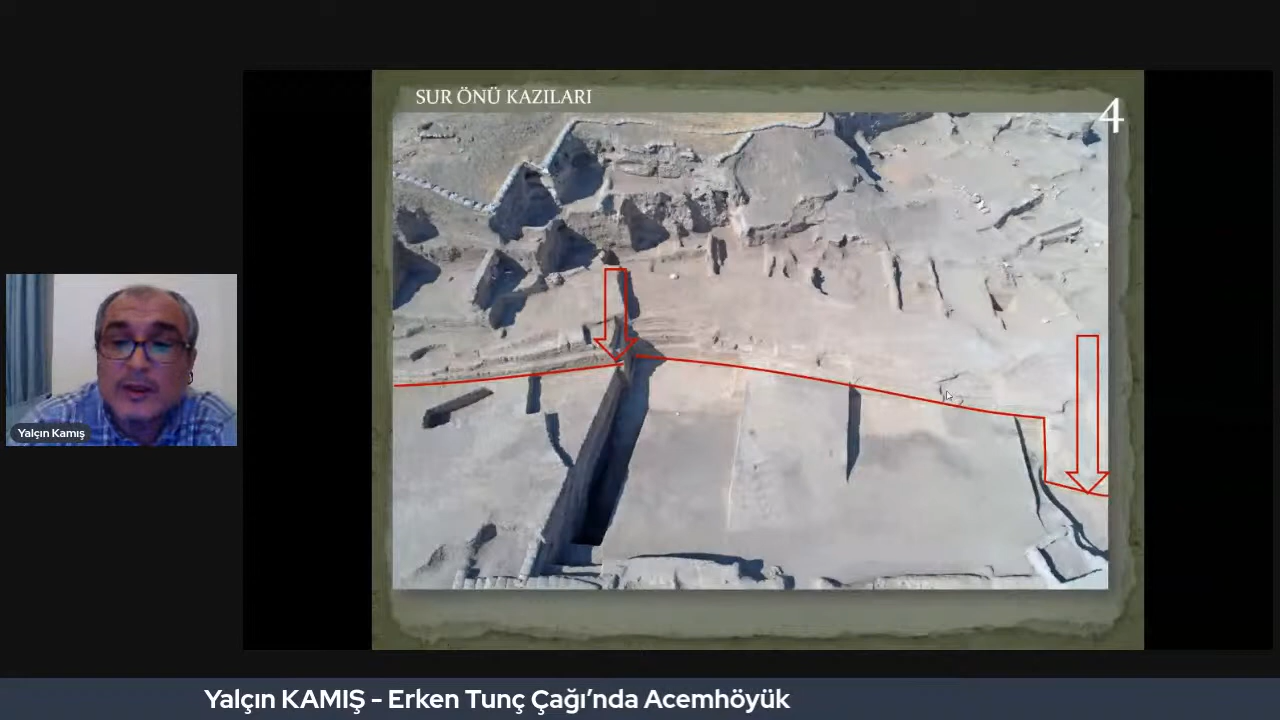 SUR ÖNÜ KAZILARI
4
Yalçın Kamış
Yalçın KAMIŞ - Erken Tunç Çağı’nda Acemhöyük